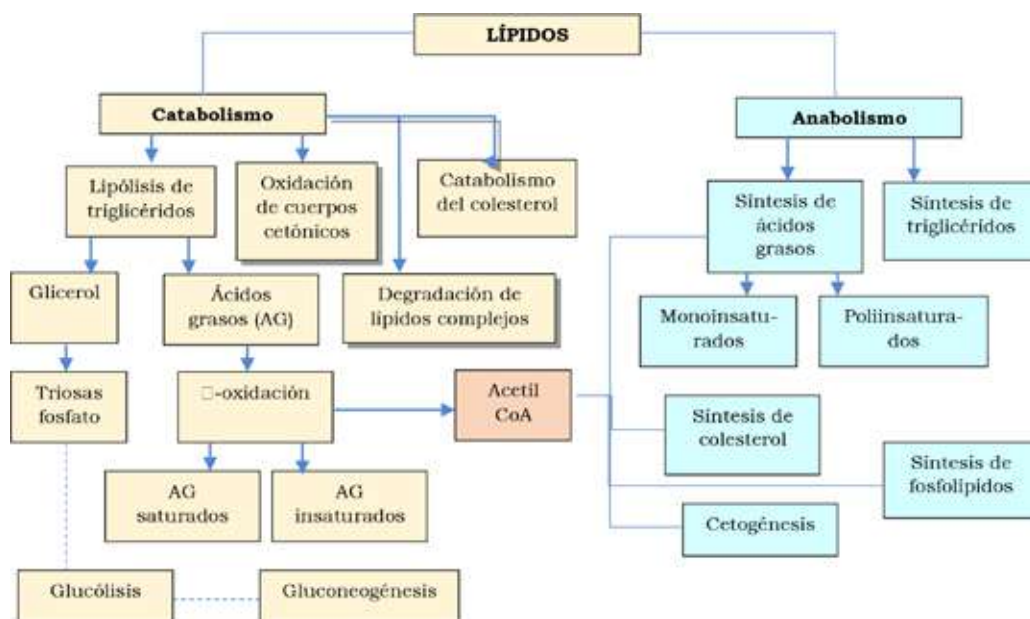 LÍPIDOS
Catabolismo
Anabolismo
Lipólisis de
triglicéridos
Oxidación
de cuerpos
cetónicos
Catabolismo
del colesterol
Síntesis de
ácidos
grasos
Síntesis de
triglicéridos
Glicerol
Ácidos
grasos (AG)
Degradación de
lípidos complejos
Monoinsatu-
rados
Poliinsatura-
dos
Triosas
fosfato
□-oxidación
Acetil
CoA
Síntesis de
colesterol
AG
saturados
AG
insaturados
Síntesis de
fosfolipidos
Cetogénesis
Glucólisis
Gluconeogénesis